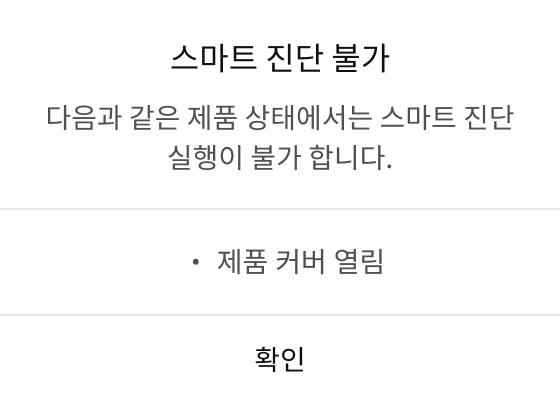 스마트 진단 불가
다음과 같은 제품 상태에서는 스마트 진단
실행이 불가 합니다.
• 제품 커버 열림
확인